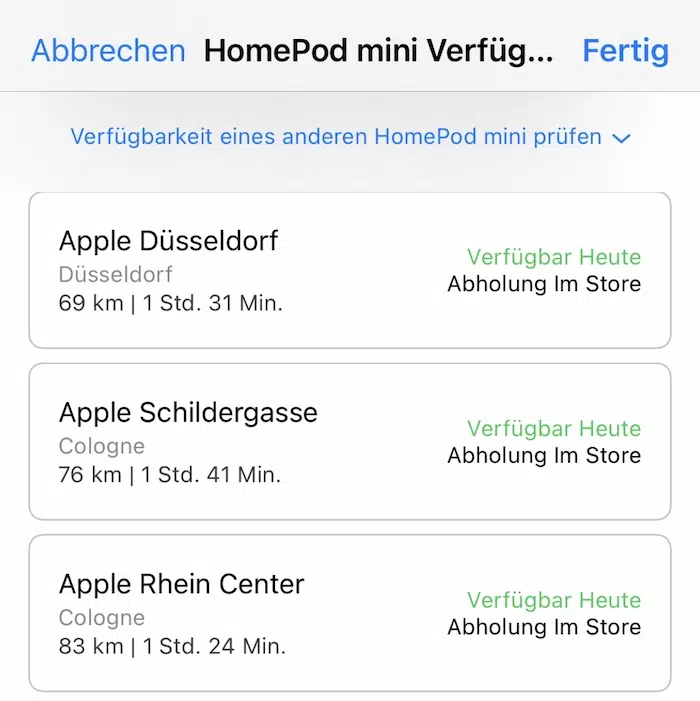 Abbrechen HomePod mini Verfüg... Fertig
Verfügbarkeit eines anderen HomePod mini prüfen
Apple Düsseldorf
Düsseldorf
69 km | 1 Std. 31 Min.
Verfügbar Heute
Abholung Im Store
Apple Schildergasse
Cologne
76 km | 1 Std. 41 Min.
Verfügbar Heute
Abholung Im Store
Apple Rhein Center
Cologne
83 km | 1 Std. 24 Min.
Verfügbar Heute
Abholung Im Store